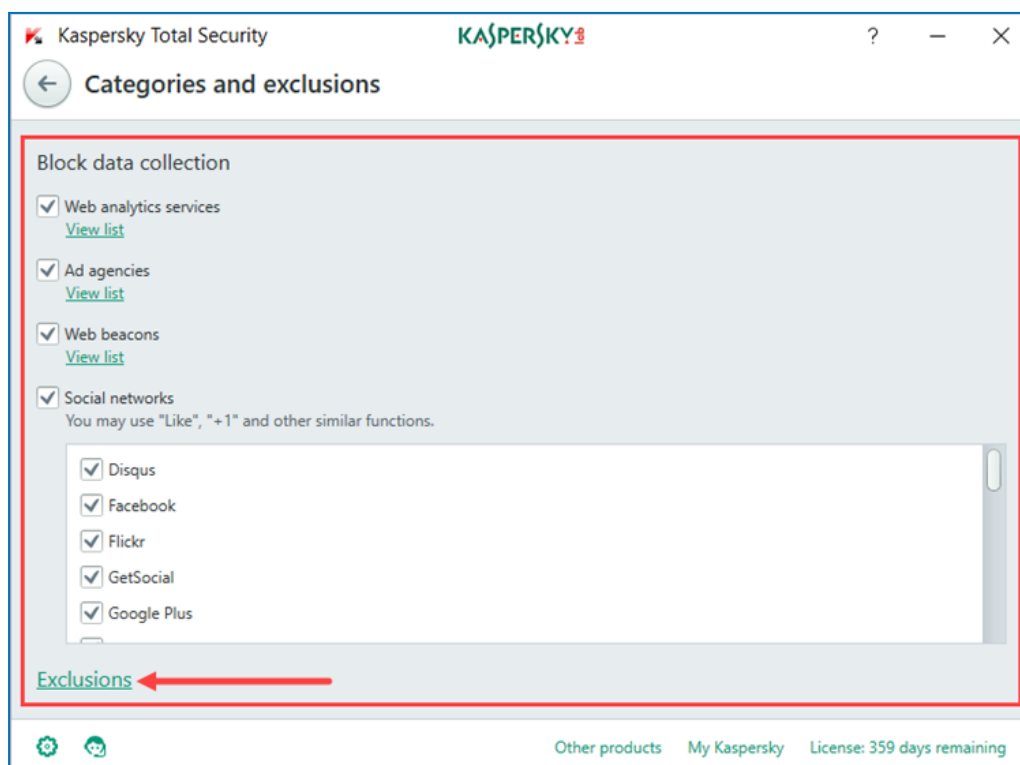 Kaspersky Total Security
KASPERSKY lab
?
Categories and exclusions
Block data collection
Web analytics services
View list
Ad agencies
View list
Web beacons
View list
Social networks
You may use "Like", "+1" and other similar functions.
Disqus
Facebook
Flickr
GetSocial
Google Plus
Exclusions
Other products My Kaspersky License: 359 days remaining